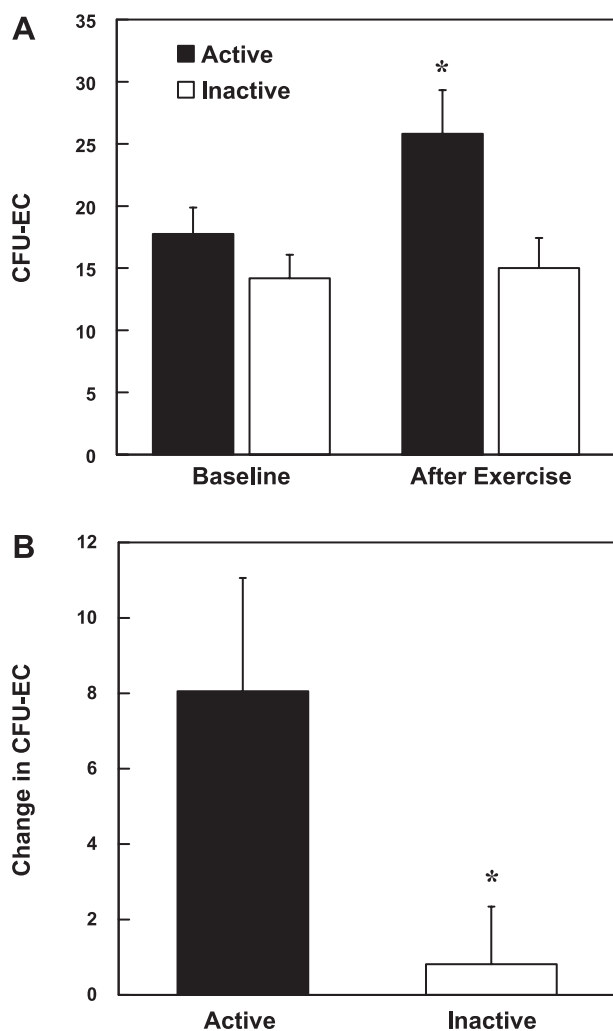 A
35
30
25
20
15
10
5
0
CFU-EC
Active
Inactive
*
Baseline After Exercise
B
12
10
8
6
4
2
0
Change in CFU-EC
*
Active Inactive